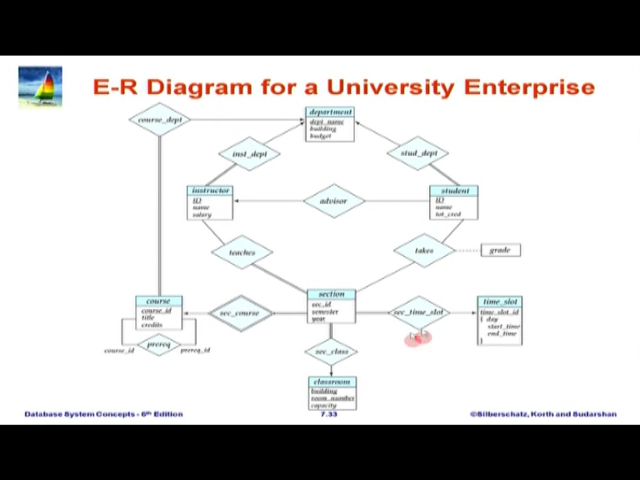 E-R Diagram for a University Enterprise
course_dept
department
dept_name
building
budget
inst_dept
stud_dept
instructor
ID
name
salary
advisor
student
ID
name
tot_cred
teaches
takes
grade
course
course_id
title
credits
sec_course
section
sec_id
semester
year
sec_time_slot
time_slot
time_slot_id
{ day
start_time
end_time
}
course_id
prereq
prereq_id
sec_class
classroom
building
room_number
capacity
Database System Concepts - 6th Edition
7.33
©Silberschatz, Korth and Sudarshan